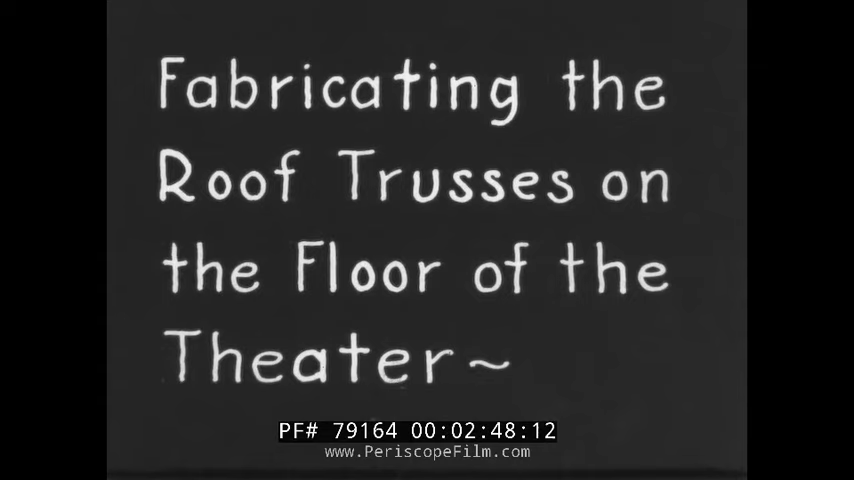 Fabricating the
Roof Trusses on
the Floor of the
Theater ~
PF# 79164 00:02:48:12
www.PeriscopeFilm.com